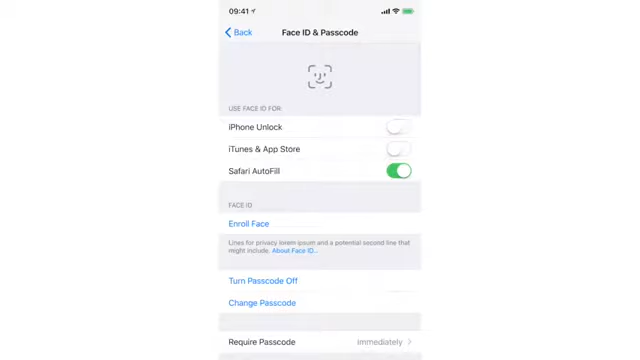 09:41
Back
Face ID & Passcode
USE FACE ID FOR:
iPhone Unlock
iTunes & App Store
Safari AutoFill
FACE ID
Enroll Face
Lines for privacy lorem ipsum and a potential second line that
might include. About Face ID...
Turn Passcode Off
Change Passcode
Require Passcode Immediately